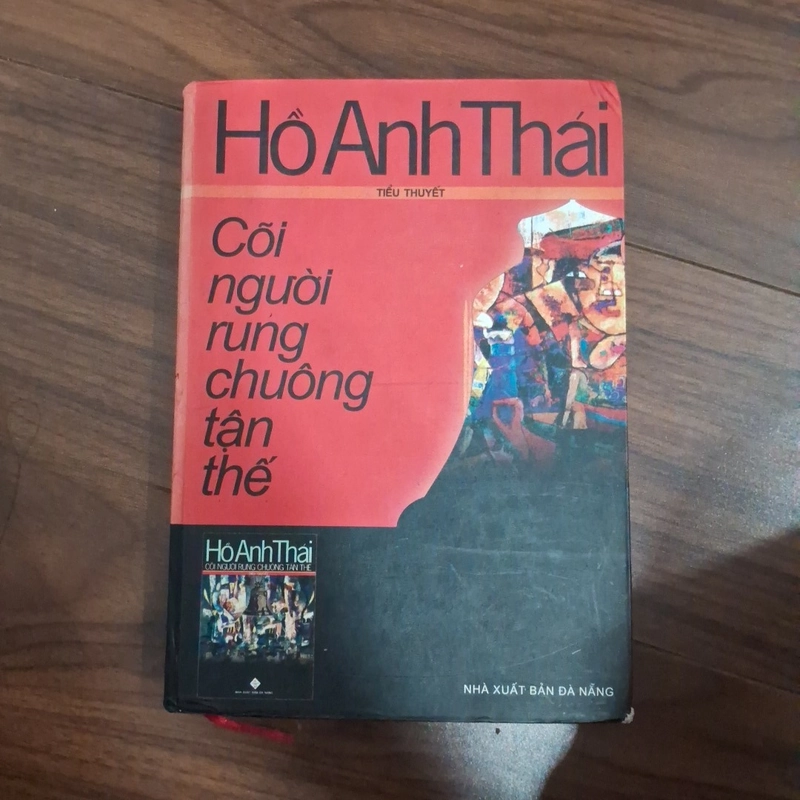 Hồ Anh Thái
TIỂU THUYẾT
Cõi
người
rung
chuông
tận
thế
Hồ Anh Thái
CÕI NGƯỜI RUNG CHUÔNG TẬN THẾ
NHÀ XUẤT BẢN ĐÀ NẴNG